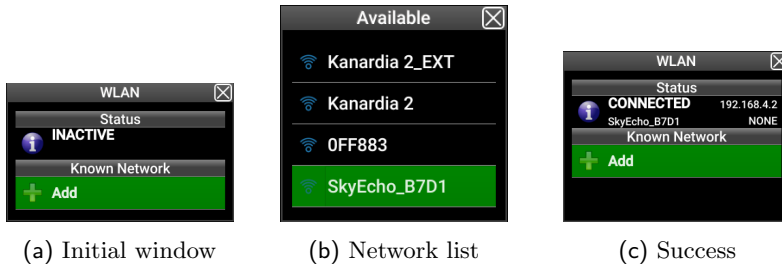 WLAN
Status
INACTIVE
Known Network
Add
(a) Initial window
Available
Kanardia 2_EXT
Kanardia 2
0FF883
SkyEcho_B7D1
(b) Network list
WLAN
Status
CONNECTED 192.168.4.2
SkyEcho_B7D1 NONE
Known Network
Add
(c) Success